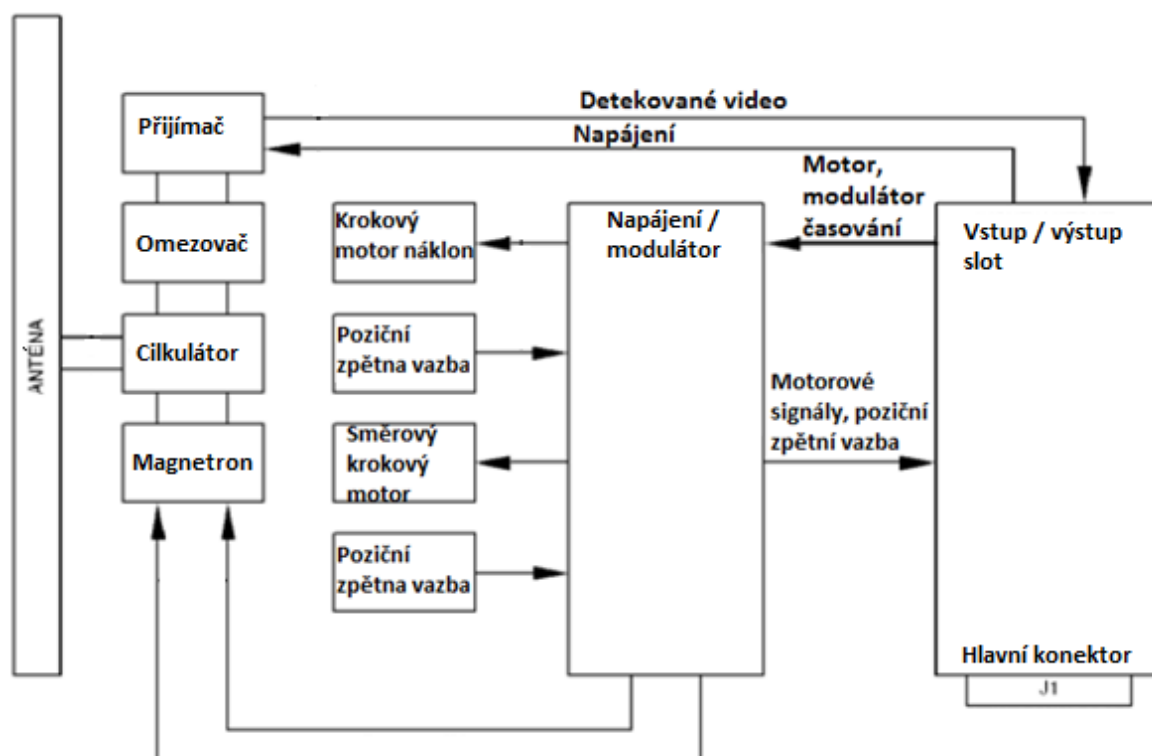 Detekované video
Přijímač
Napájení
Motor,
modulátor
časování
Krokový
motor náklon
Napájení /
modulátor
Vstup / výstup
slot
Omezovač
ANTÉNA
Cilkulátor
Poziční
zpětna vazba
Motorové
signály, poziční
zpětní vazba
Magnetron
Směrový
krokový
motor
Poziční
zpětna vazba
Hlavní konektor
J1